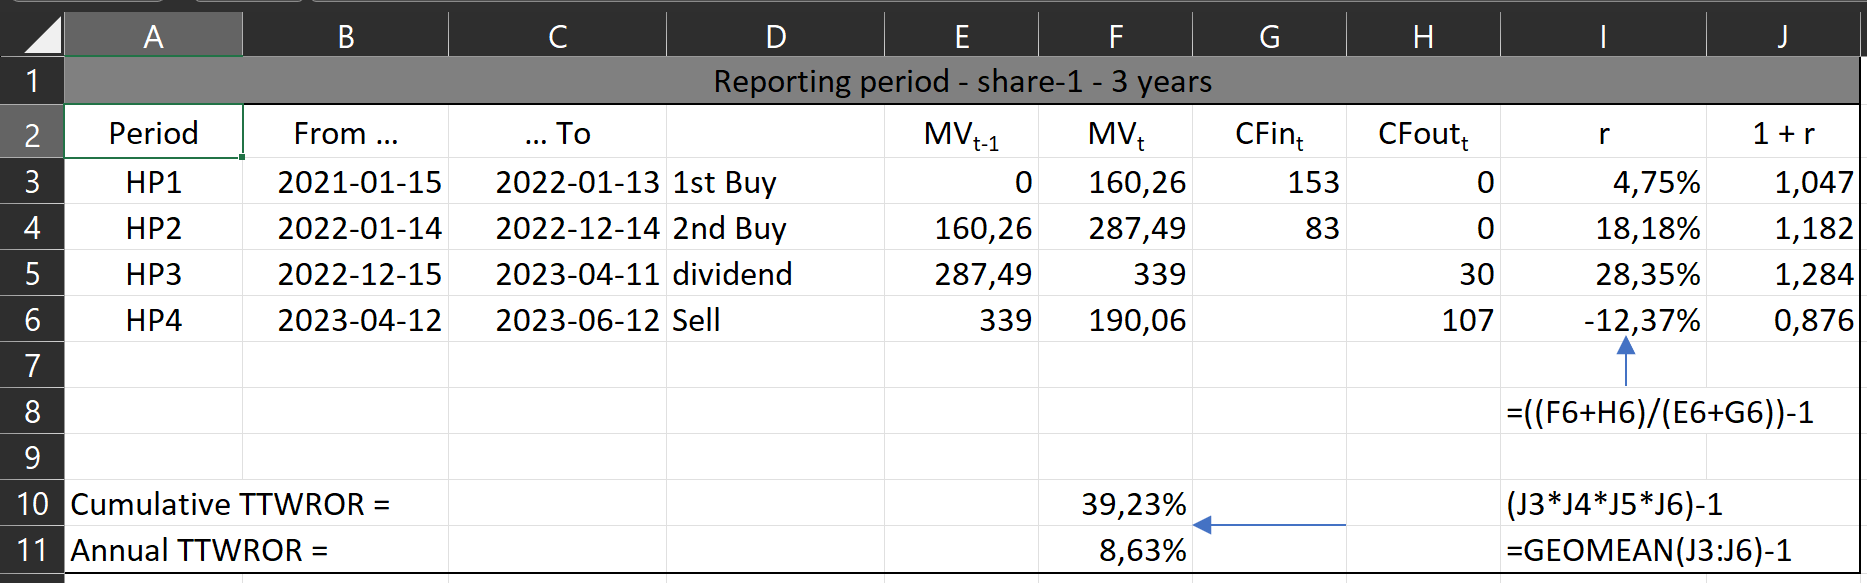 A B C D E F G H I J
1 Reporting period - share-1 - 3 years
2 Period From ... ... To MVt-1 MVt CFint CFoutt r 1 + r
3 HP1 2021-01-15 2022-01-13 1st Buy 0 160,26 153 0 4,75% 1,047
4 HP2 2022-01-14 2022-12-14 2nd Buy 160,26 287,49 83 0 18,18% 1,182
5 HP3 2022-12-15 2023-04-11 dividend 287,49 339 30 28,35% 1,284
6 HP4 2023-04-12 2023-06-12 Sell 339 190,06 107 -12,37% 0,876
7
8 =((F6+H6)/(E6+G6))-1
9
10 Cumulative TTWROR = 39,23% (J3*J4*J5*J6)-1
11 Annual TTWROR = 8,63% =GEOMEAN(J3:J6)-1